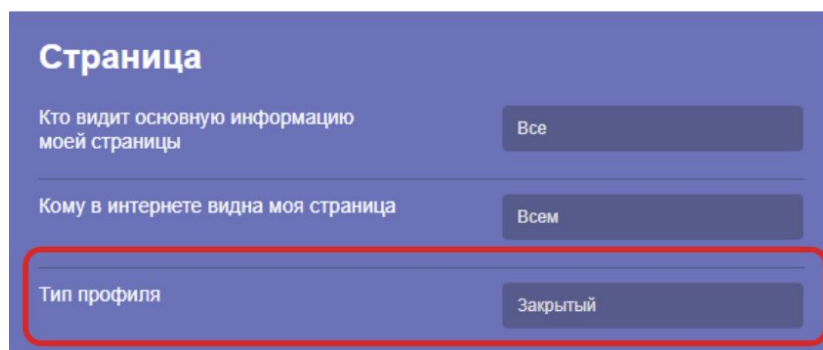 Страница
Кто видит основную информацию
моей страницы
Все
Кому в интернете видна моя страница
Всем
Тип профиля
Закрытый